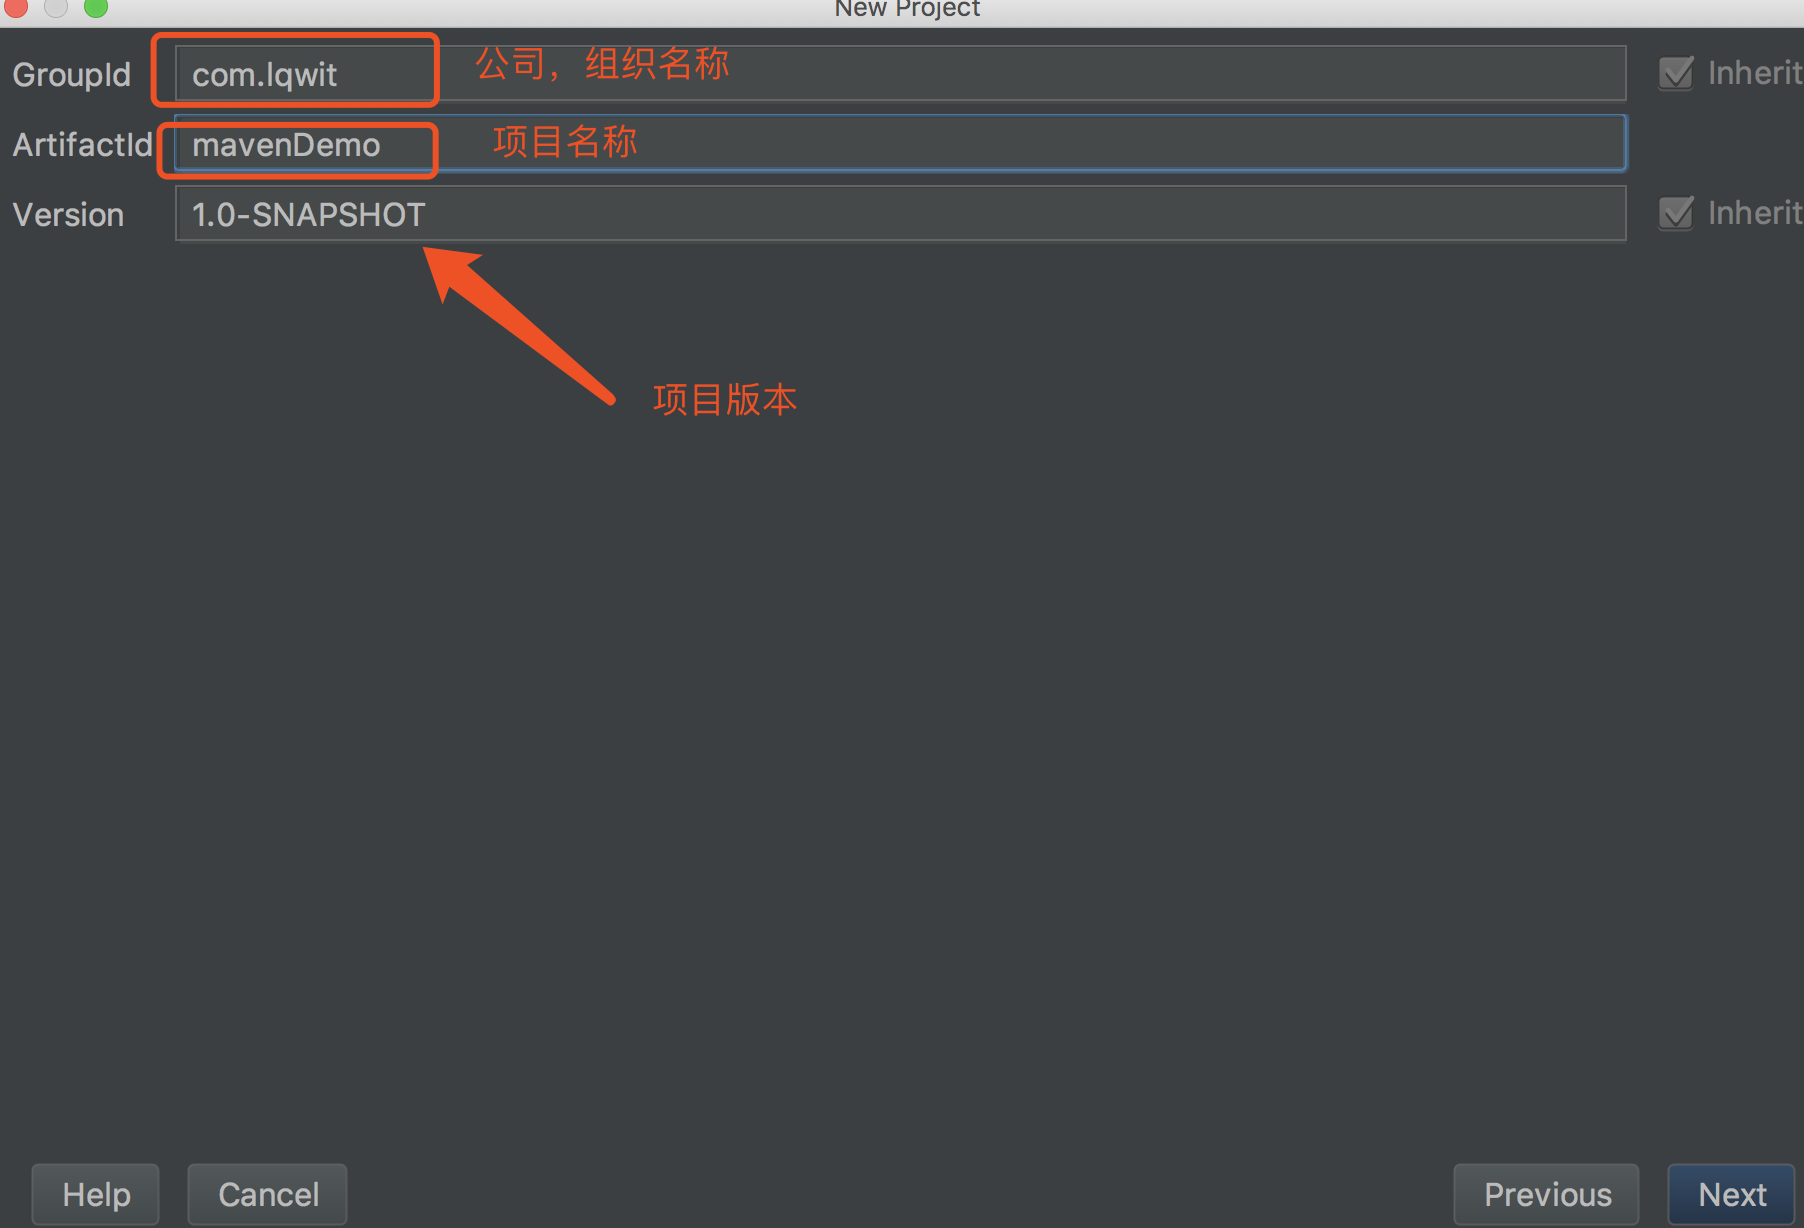 New Project
GroupId com.lqwit 公司，组织名称 Inherit
ArtifactId mavenDemo 项目名称
Version 1.0-SNAPSHOT Inherit
项目版本
Help Cancel Previous Next